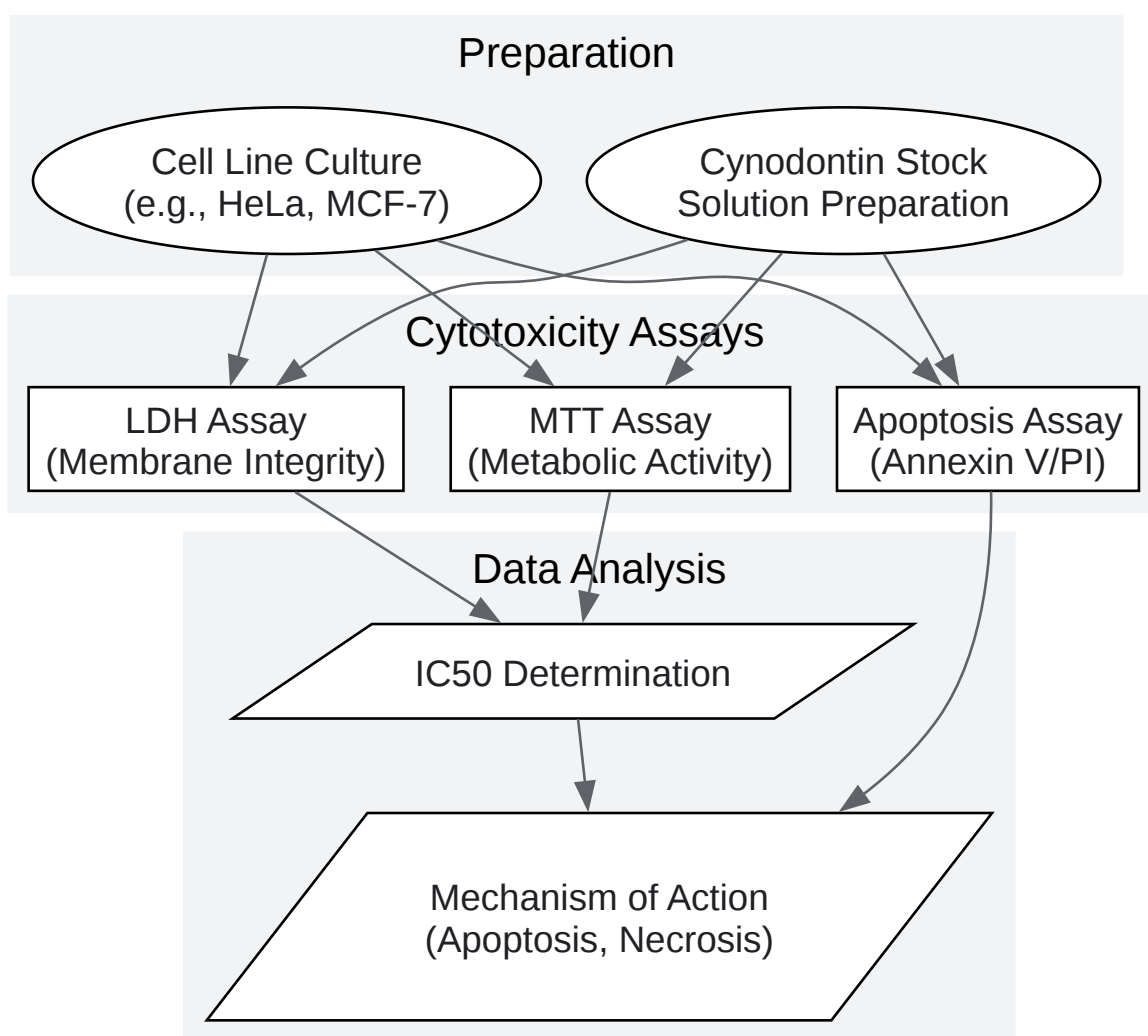 Preparation
Cell Line Culture
(e.g., HeLa, MCF-7)
Cynodontin Stock
Solution Preparation
Cytotoxicity Assays
LDH Assay
(Membrane Integrity)
MTT Assay
(Metabolic Activity)
Apoptosis Assay
(Annexin V/PI)
Data Analysis
IC50 Determination
Mechanism of Action
(Apoptosis, Necrosis)